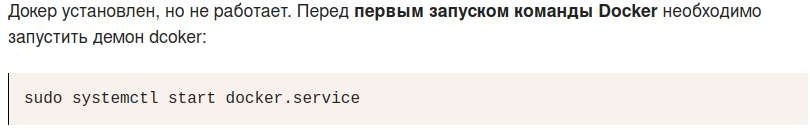 Докер установлен, но не работает. Перед первым запуском команды Docker необходимо
запустить демон dcoker:
sudo systemctl start docker.service